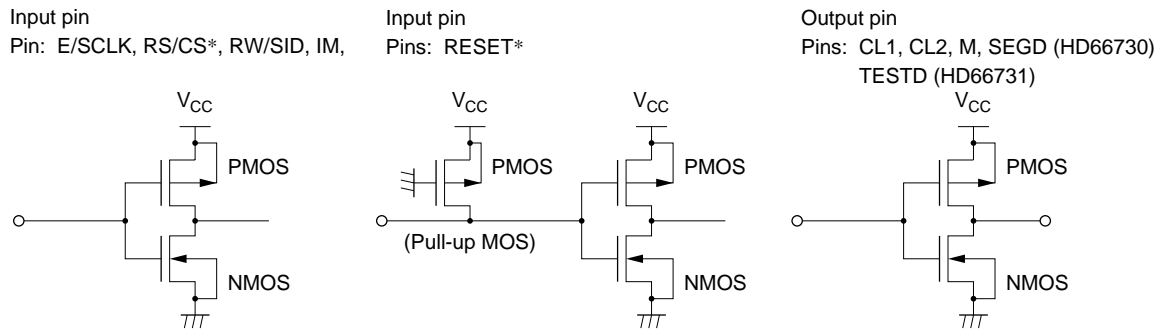 Input pin
Pin: E/SCLK, RS/CS*, RW/SID, IM,
VCC
PMOS
NMOS
Input pin
Pins: RESET*
VCC
PMOS
(Pull-up MOS)
VCC
PMOS
NMOS
Output pin
Pins: CL1, CL2, M, SEGD (HD66730)
TESTD (HD66731)
VCC
PMOS
NMOS